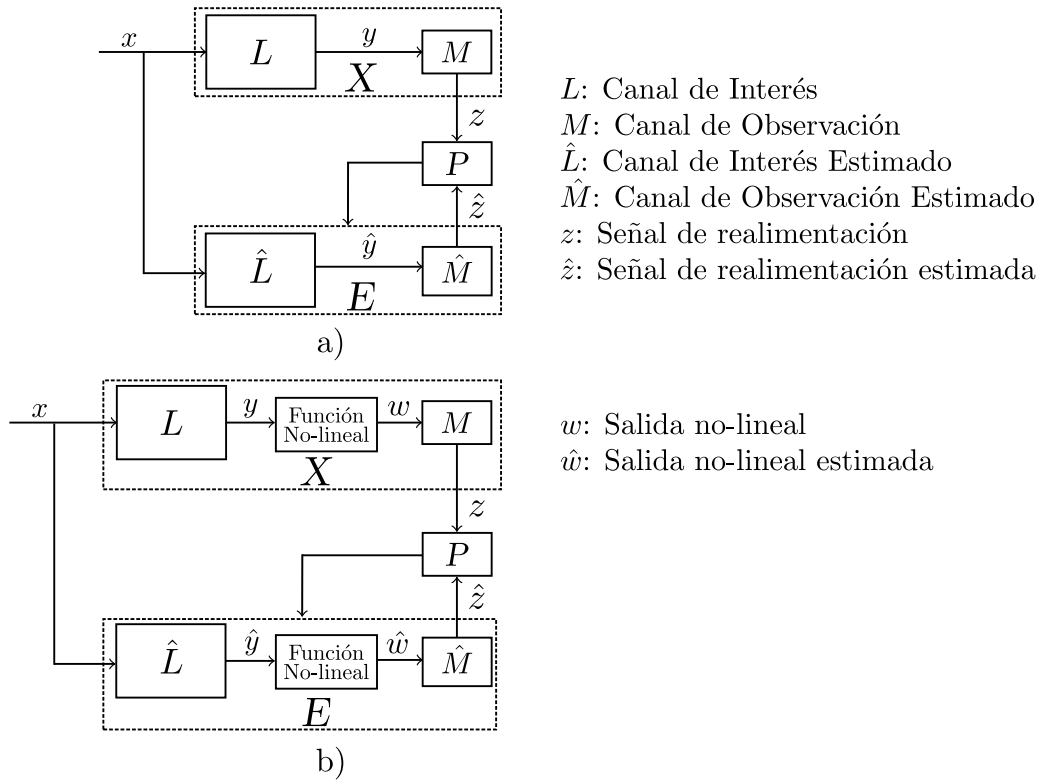 x
L
y
M
X
z
P
ẑ
L̂
ŷ
M̂
E
a)
L: Canal de Interés
M: Canal de Observación
L̂: Canal de Interés Estimado
M̂: Canal de Observación Estimado
z: Señal de realimentación
ẑ: Señal de realimentación estimada
x
L
y
Función
No-lineal
w
M
X
z
P
ẑ
L̂
ŷ
Función
No-lineal
ŵ
M̂
E
b)
w: Salida no-lineal
ŵ: Salida no-lineal estimada